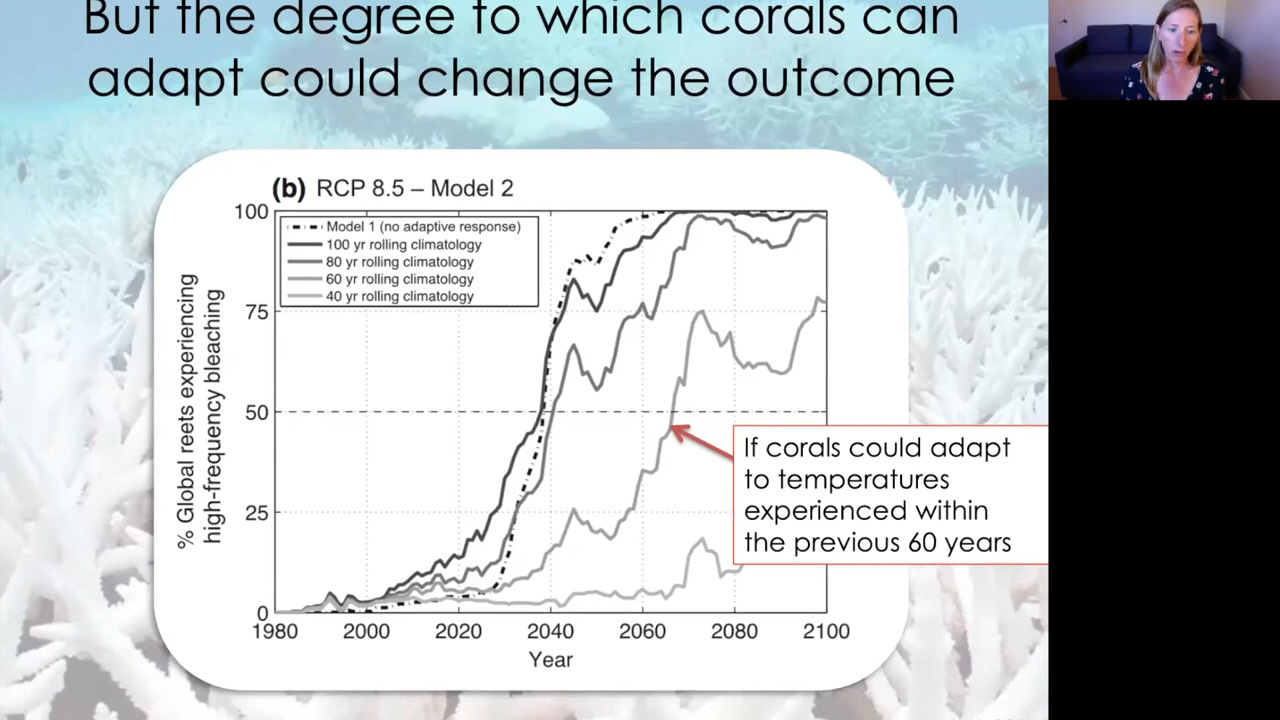 But the degree to which corals can
adapt could change the outcome
(b) RCP 8.5 – Model 2
100
75
50
25
0
% Global reefs experiencing
high-frequency bleaching
Model 1 (no adaptive response)
100 yr rolling climatology
80 yr rolling climatology
60 yr rolling climatology
40 yr rolling climatology
If corals could adapt
to temperatures
experienced within
the previous 60 years
1980 2000 2020 2040 2060 2080 2100
Year